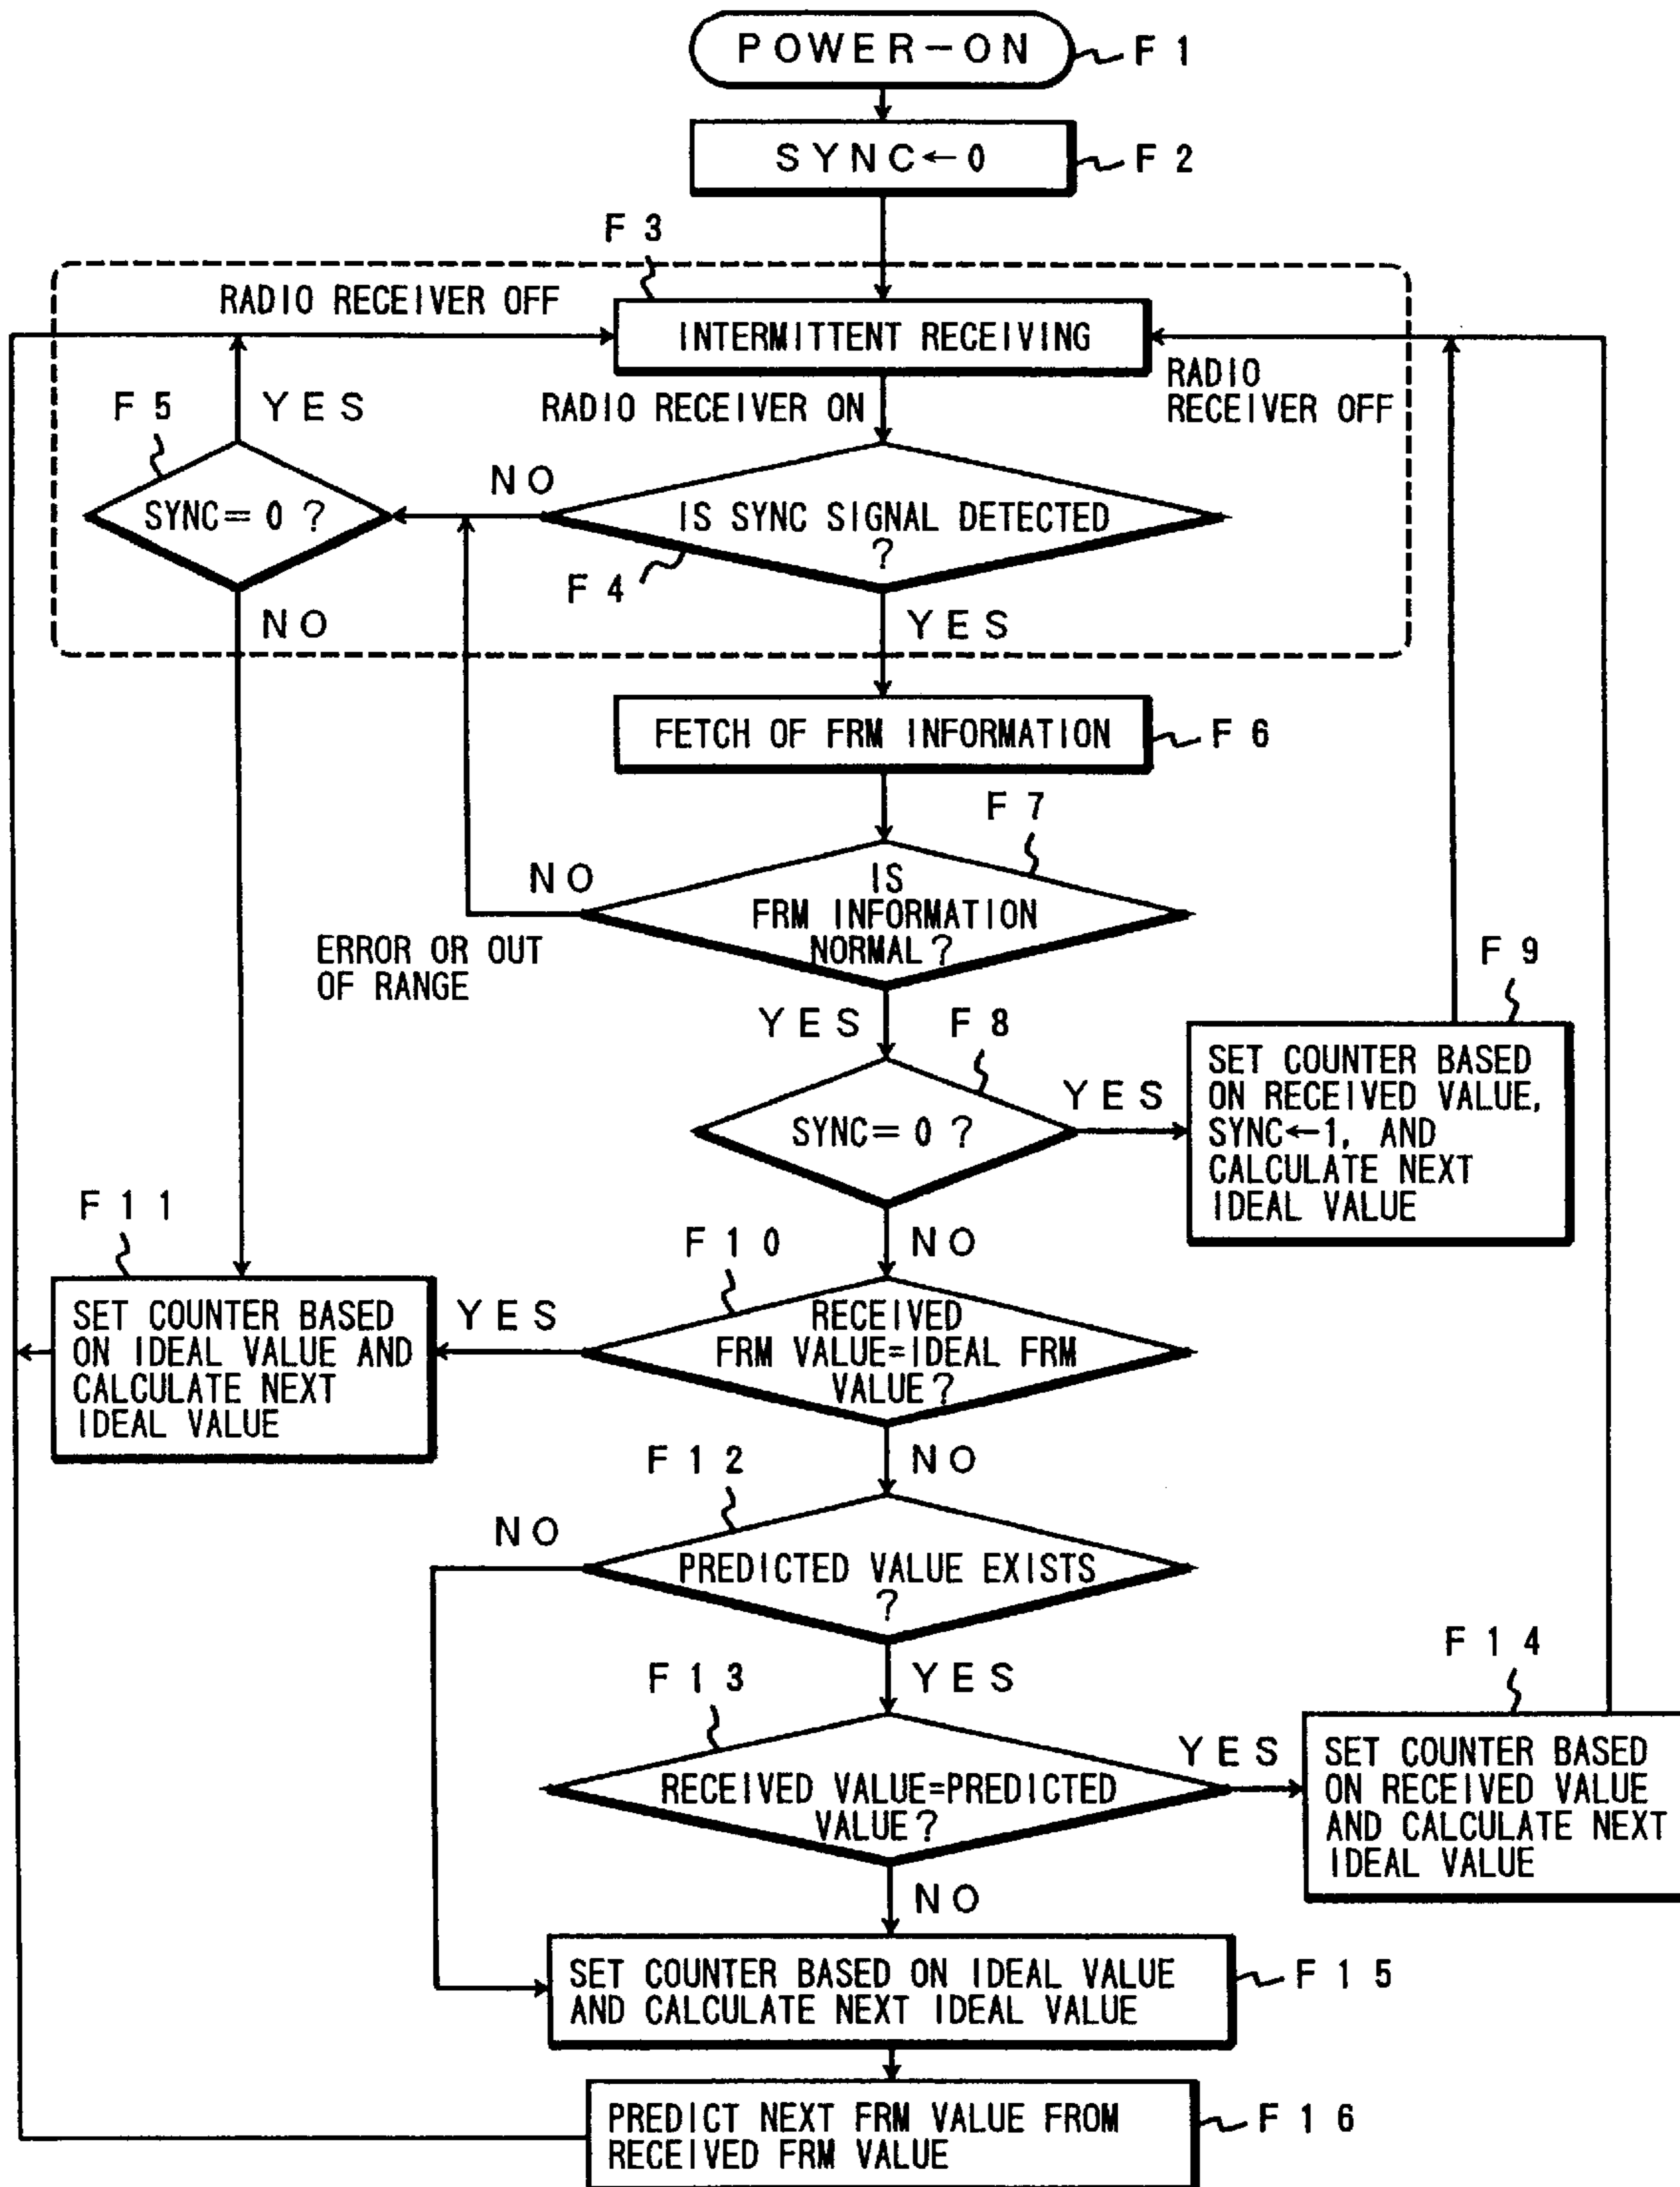 POWER-ON
F1
SYNC←0
F2
F3
RADIO RECEIVER OFF
INTERMITTENT RECEIVING
RADIO
RECEIVER OFF
RADIO RECEIVER ON
F5
YES
NO
SYNC=0?
IS SYNC SIGNAL DETECTED
?
F4
NO
YES
FETCH OF FRM INFORMATION
F6
F7
NO
IS
FRM INFORMATION
NORMAL?
ERROR OR OUT
OF RANGE
YES
F8
F9
SYNC=0?
YES
SET COUNTER BASED
ON RECEIVED VALUE,
SYNC←1, AND
CALCULATE NEXT
IDEAL VALUE
F11
NO
F10
SET COUNTER BASED
ON IDEAL VALUE AND
CALCULATE NEXT
IDEAL VALUE
YES
RECEIVED
FRM VALUE=IDEAL FRM
VALUE?
NO
F12
NO
PREDICTED VALUE EXISTS
?
YES
F13
F14
RECEIVED VALUE=PREDICTED
VALUE?
YES
SET COUNTER BASED
ON RECEIVED VALUE
AND CALCULATE NEXT
IDEAL VALUE
NO
SET COUNTER BASED ON IDEAL VALUE
AND CALCULATE NEXT IDEAL VALUE
F15
PREDICT NEXT FRM VALUE FROM
RECEIVED FRM VALUE
F16